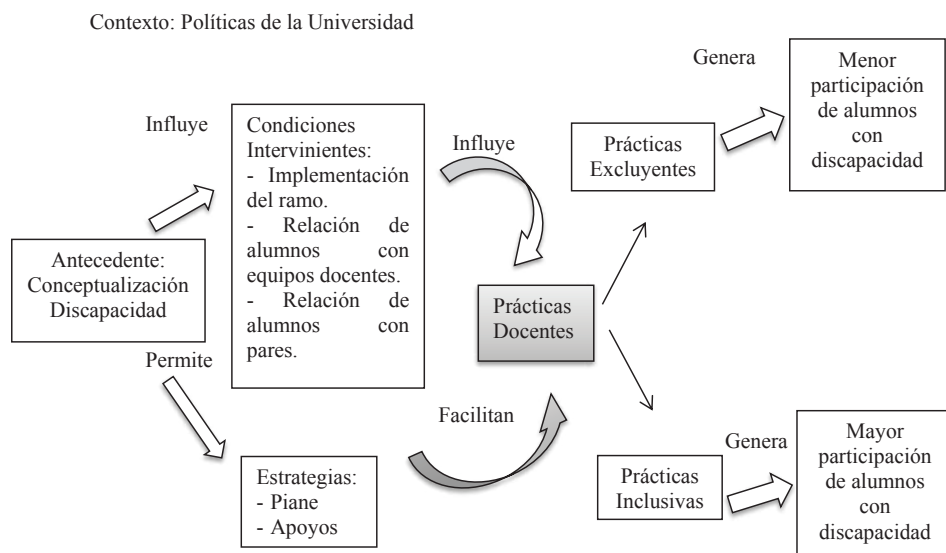 Contexto: Políticas de la Universidad
Influye
Antecedente:
Conceptualización
Discapacidad
Permite
Condiciones
Intervinientes:
- Implementación
del ramo.
- Relación de
alumnos con
equipos docentes.
- Relación de
alumnos con
pares.
Estrategias:
- Piane
- Apoyos
Influye
Facilitan
Prácticas
Docentes
Prácticas
Excluyentes
Genera
Menor
participación
de alumnos
con
discapacidad
Prácticas
Inclusivas
Genera
Mayor
participación
de alumnos
con
discapacidad